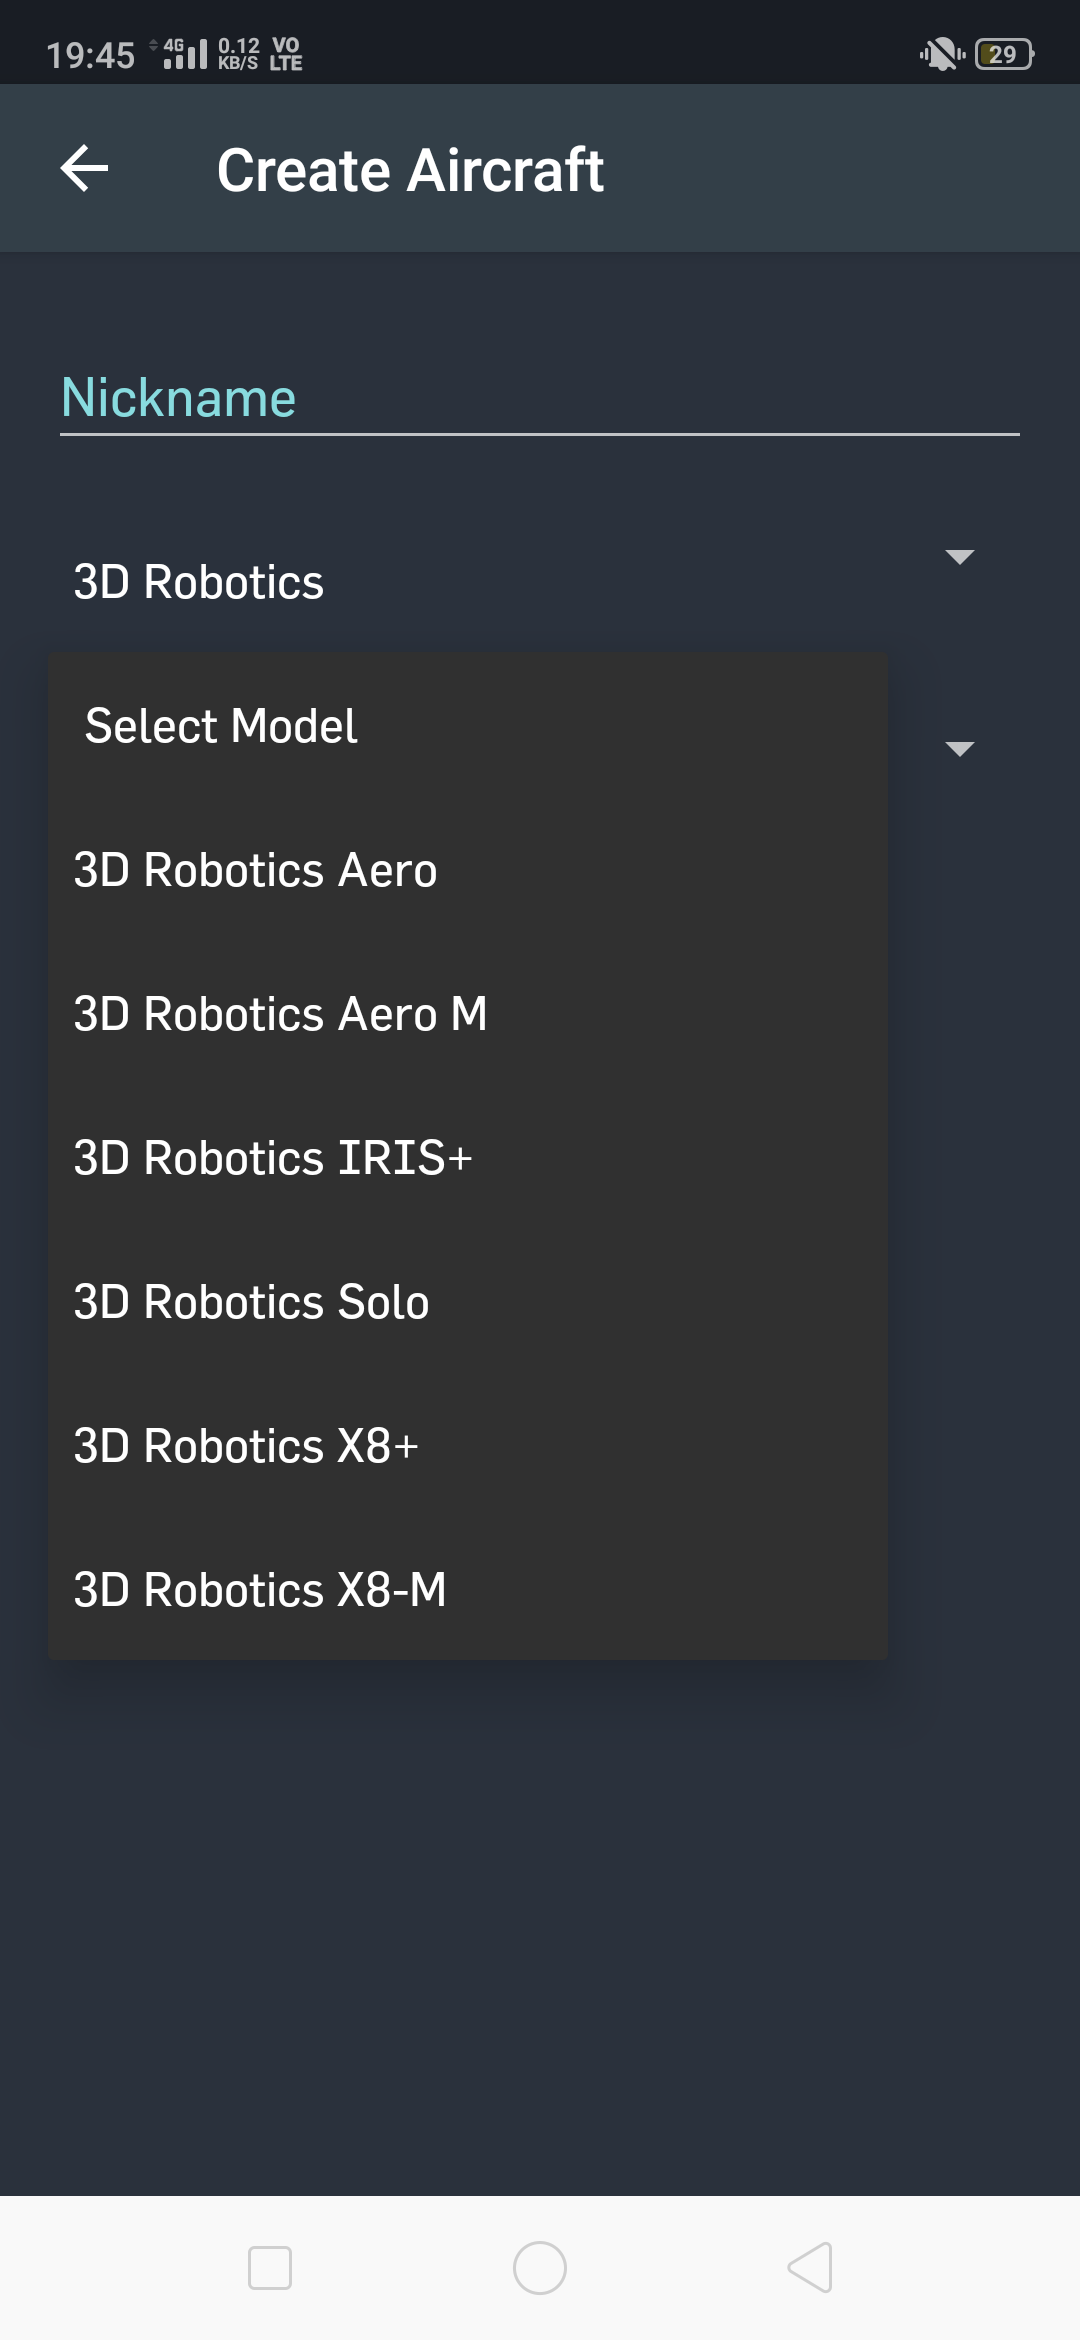 19:45 4G 0.12 KB/S VO LTE 29
Create Aircraft
Nickname
3D Robotics
Select Model
3D Robotics Aero
3D Robotics Aero M
3D Robotics IRIS+
3D Robotics Solo
3D Robotics X8+
3D Robotics X8-M